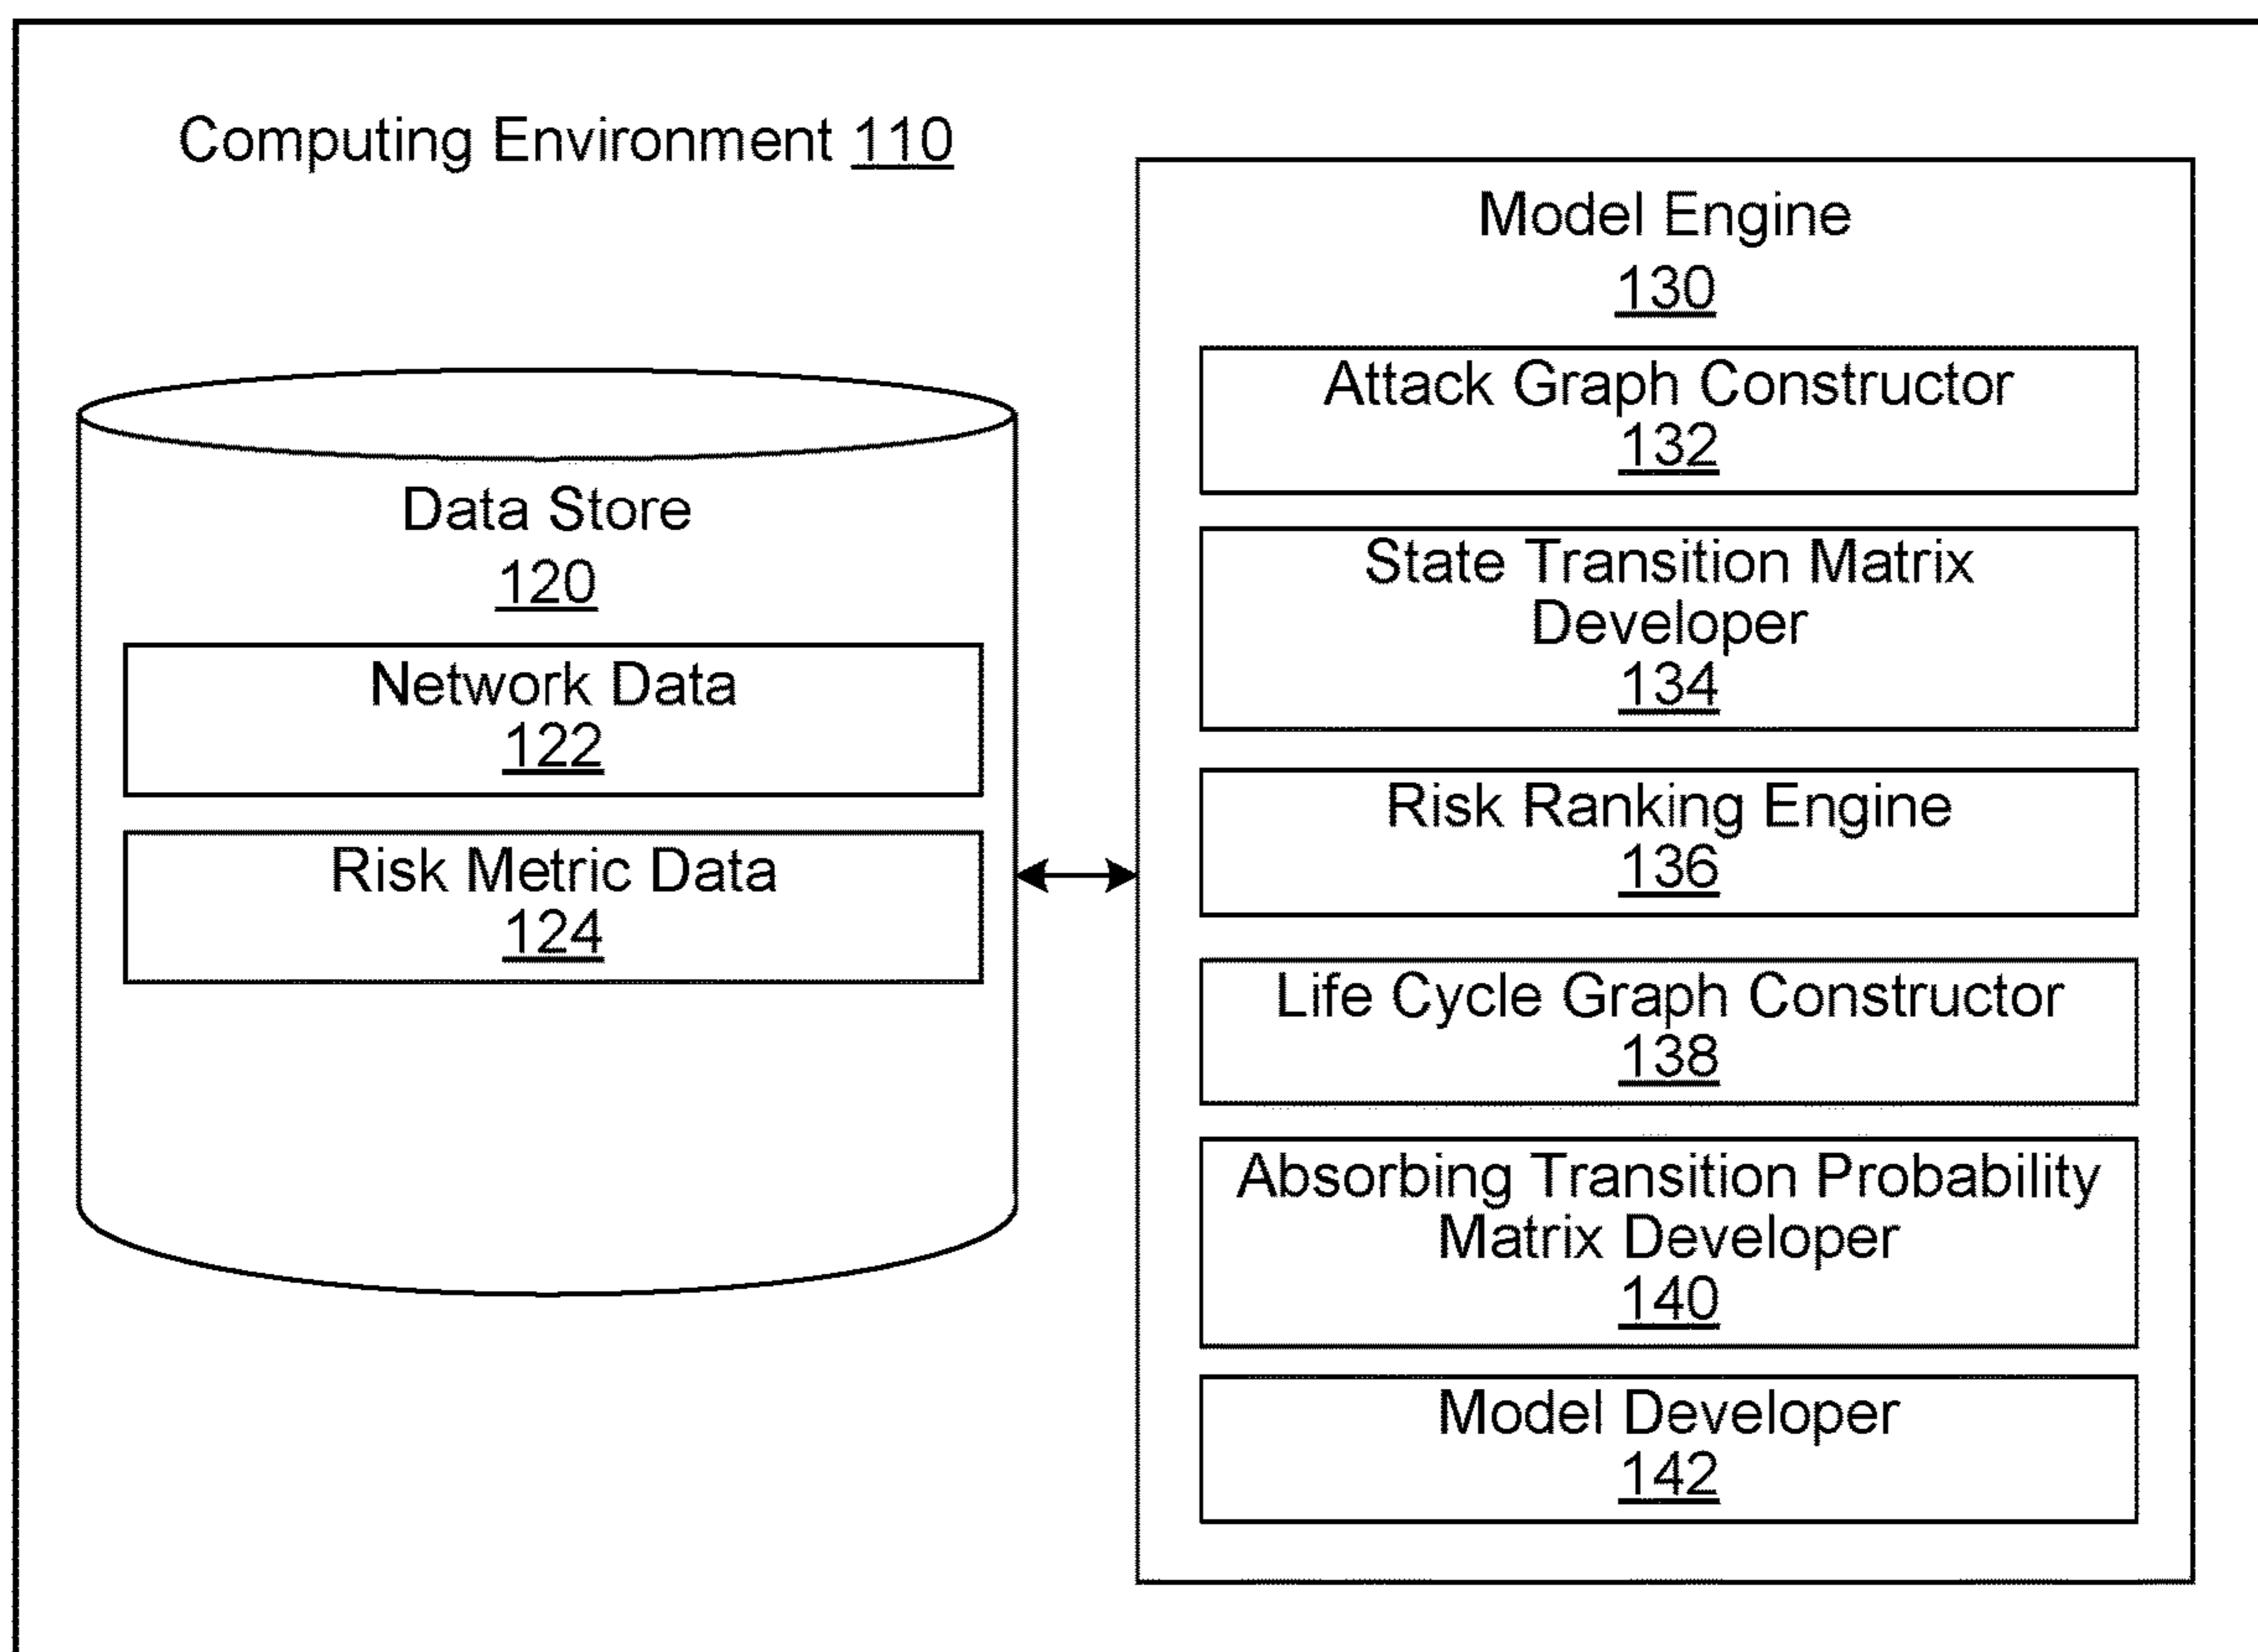 Computing Environment 110
Data Store
120
Network Data
122
Risk Metric Data
124
Model Engine
130
Attack Graph Constructor
132
State Transition Matrix
Developer
134
Risk Ranking Engine
136
Life Cycle Graph Constructor
138
Absorbing Transition Probability
Matrix Developer
140
Model Developer
142